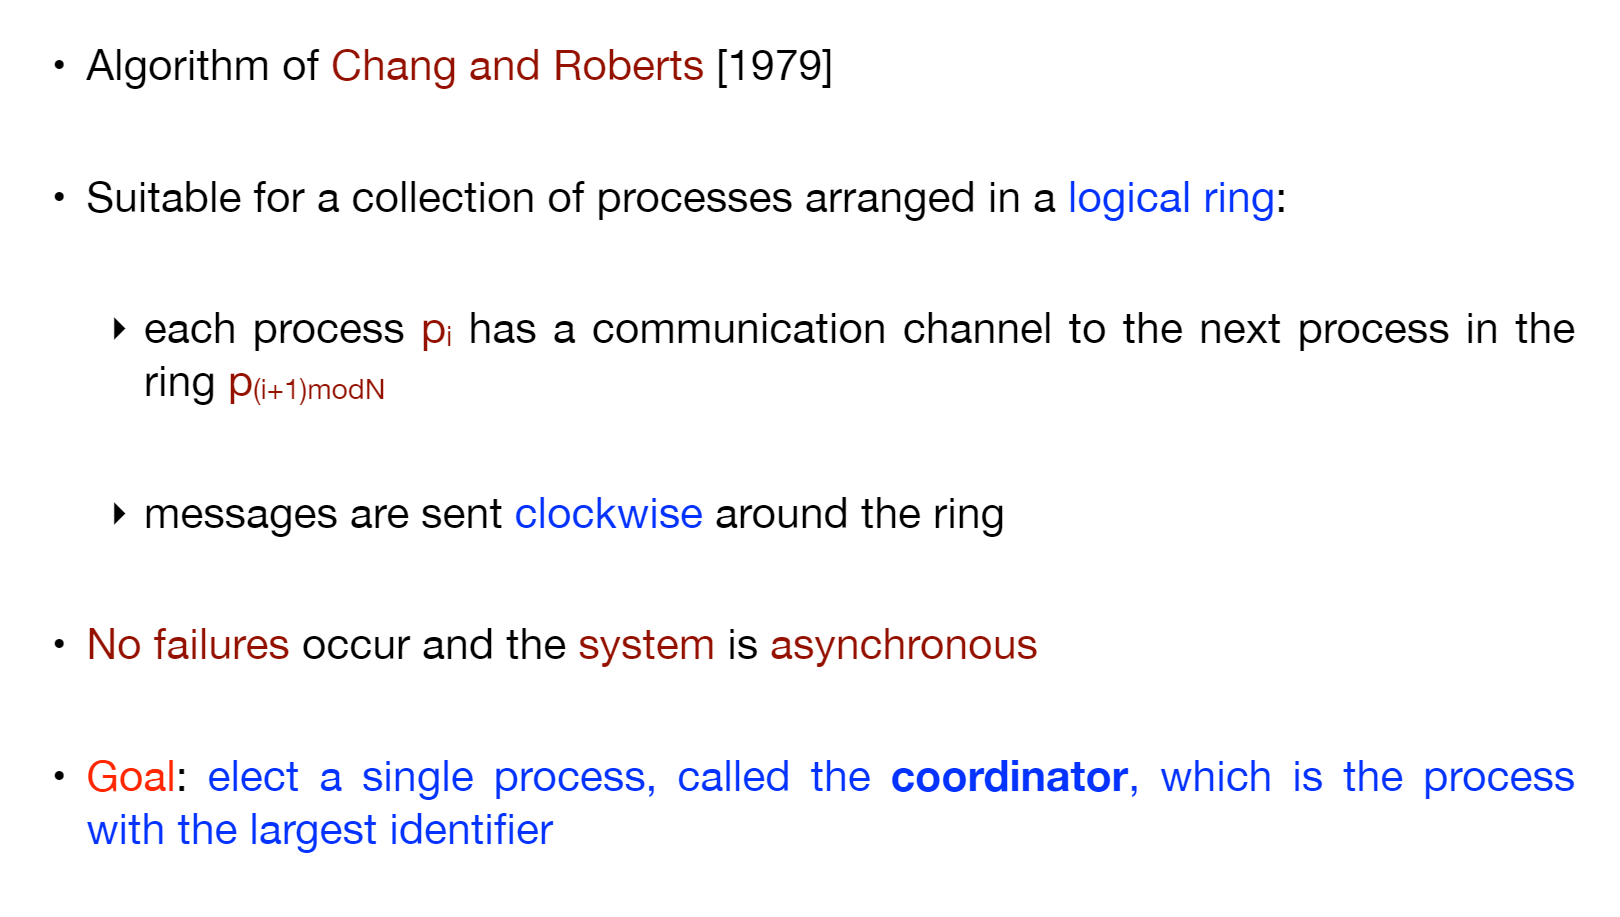 • Algorithm of Chang and Roberts [1979]
• Suitable for a collection of processes arranged in a logical ring:
‣ each process pi has a communication channel to the next process in the
ring p(i+1)modN
‣ messages are sent clockwise around the ring
• No failures occur and the system is asynchronous
• Goal: elect a single process, called the coordinator, which is the process
with the largest identifier